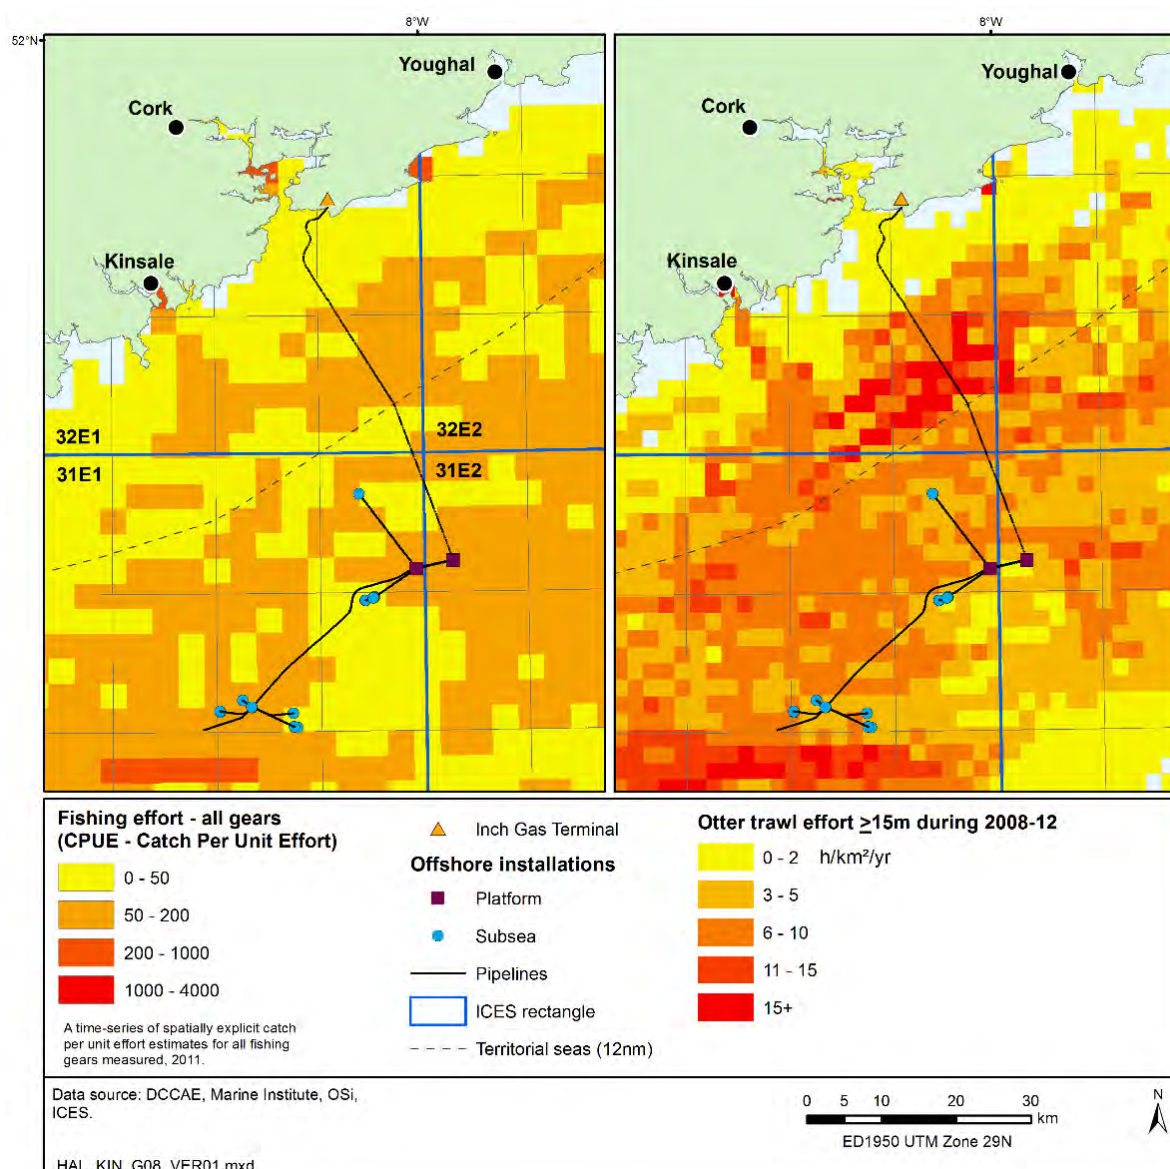 8°W
8°W
52°N
Youghal
Cork
Kinsale
32E1
32E2
31E1
31E2
Youghal
Cork
Kinsale
Fishing effort - all gears
(CPUE - Catch Per Unit Effort)
0 - 50
50 - 200
200 - 1000
1000 - 4000
A time-series of spatially explicit catch
per unit effort estimates for all fishing
gears measured, 2011.
Inch Gas Terminal
Offshore installations
Platform
Subsea
Pipelines
ICES rectangle
Territorial seas (12nm)
Otter trawl effort ≥15m during 2008-12
0 - 2 h/km²/yr
3 - 5
6 - 10
11 - 15
15+
Data source: DCCAE, Marine Institute, OSi,
ICES.
0 5 10 20 30
km
ED1950 UTM Zone 29N
N
HAL_KIN_G08_VER01.mxd